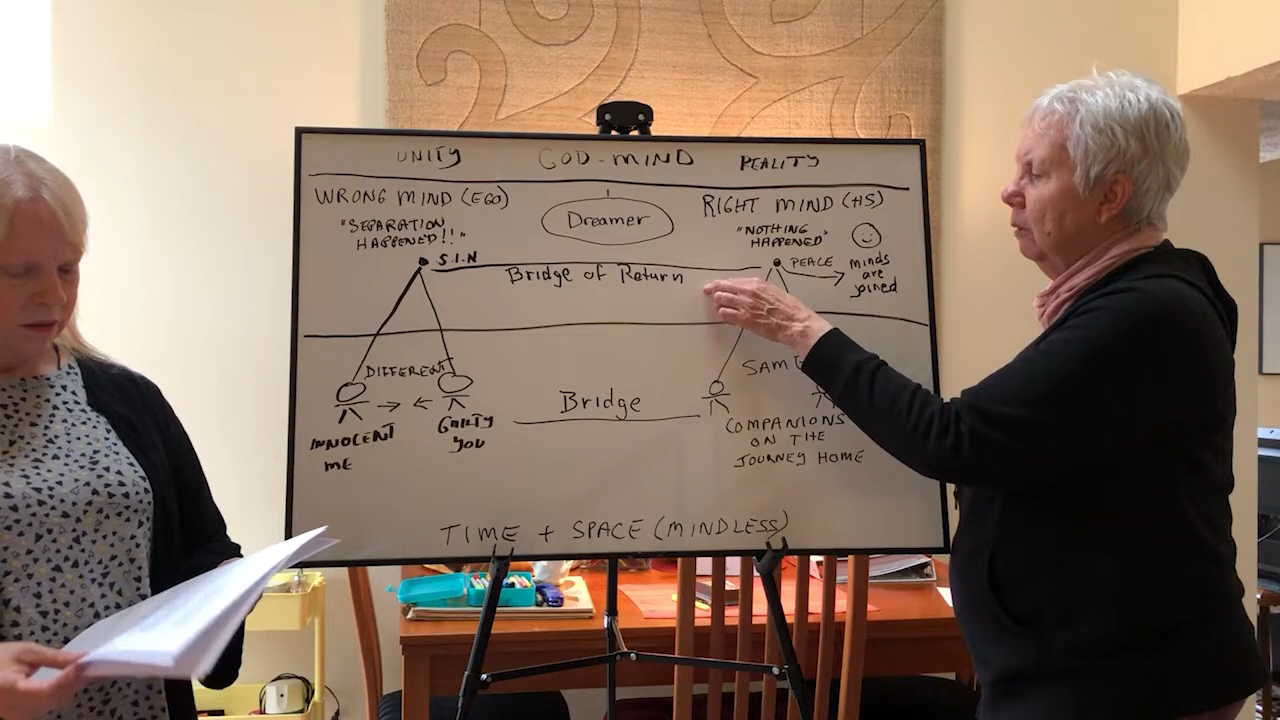 UNITY GOD-MIND REALITY
WRONG MIND (EGO)
"SEPARATION
HAPPENED!!"
S.I.N
Dreamer
RIGHT MIND (HS)
"NOTHING
HAPPENED"
PEACE
minds
are
joined
Bridge of Return
DIFFERENT
INNOCENT
ME
GUILTY
YOU
Bridge
COMPANIONS
ON THE
JOURNEY HOME
TIME + SPACE (MINDLESS)